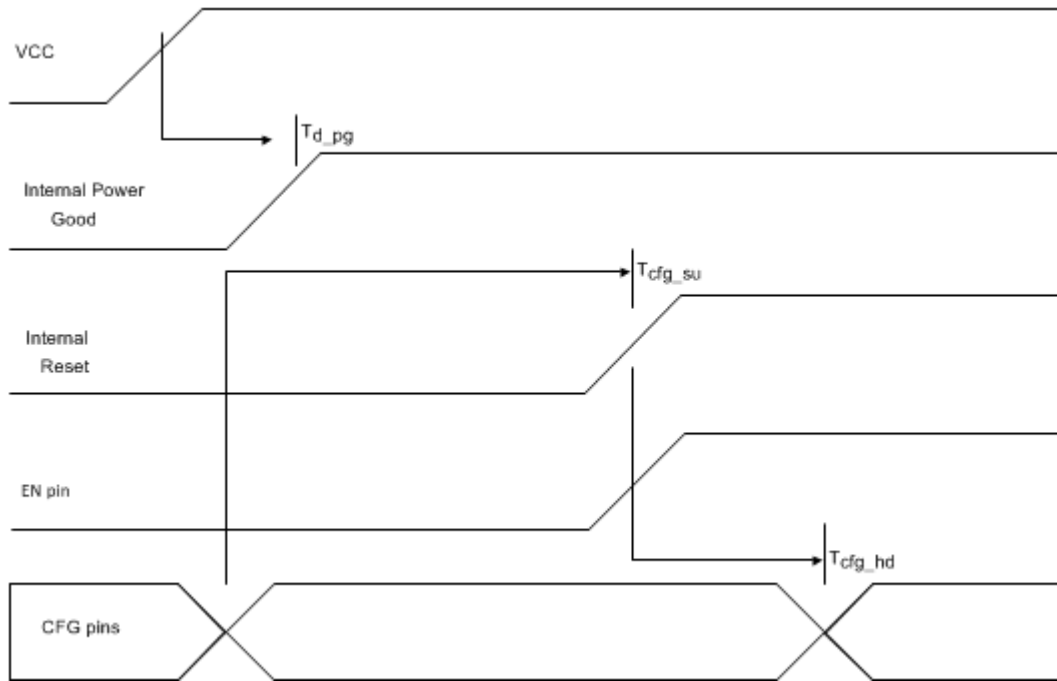 VCC
Td_pg
Internal Power
Good
Tcfg_su
Internal
Reset
EN pin
Tcfg_hd
CFG pins